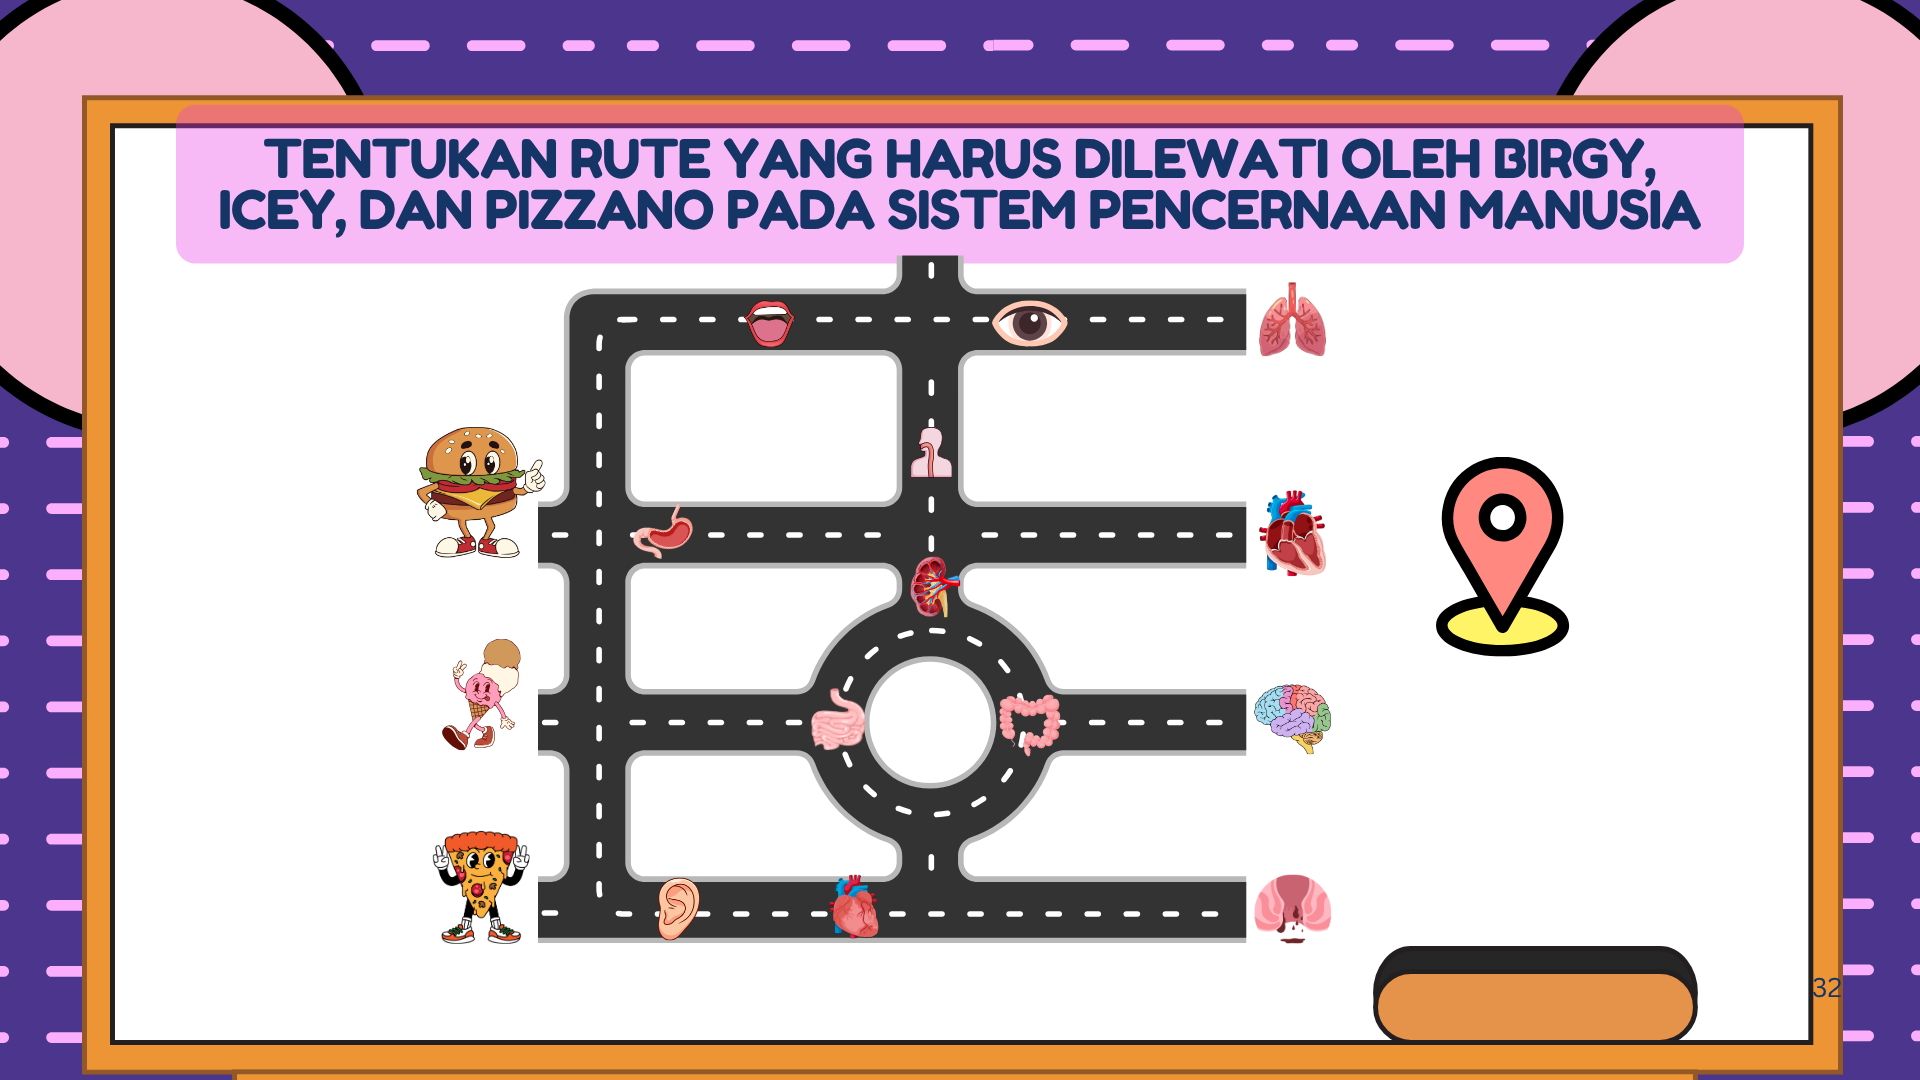 TENTUKAN RUTE YANG HARUS DILEWATI OLEH BIRGY,
ICEY, DAN PIZZANO PADA SISTEM PENCERNAAN MANUSIA
32